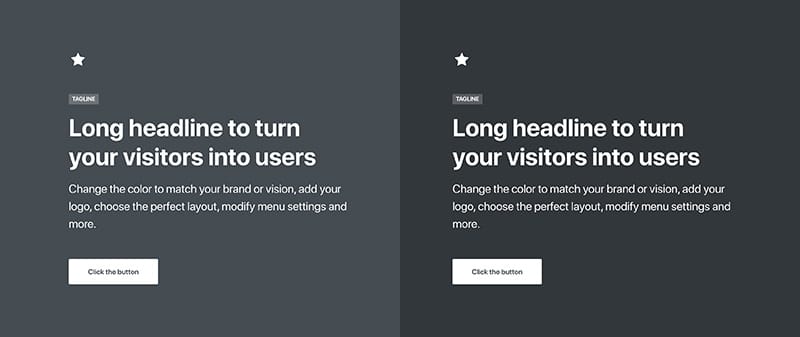 TAGLINE
Long headline to turn
your visitors into users
Change the color to match your brand or vision, add your
logo, choose the perfect layout, modify menu settings and
more.
Click the button
TAGLINE
Long headline to turn
your visitors into users
Change the color to match your brand or vision, add your
logo, choose the perfect layout, modify menu settings and
more.
Click the button